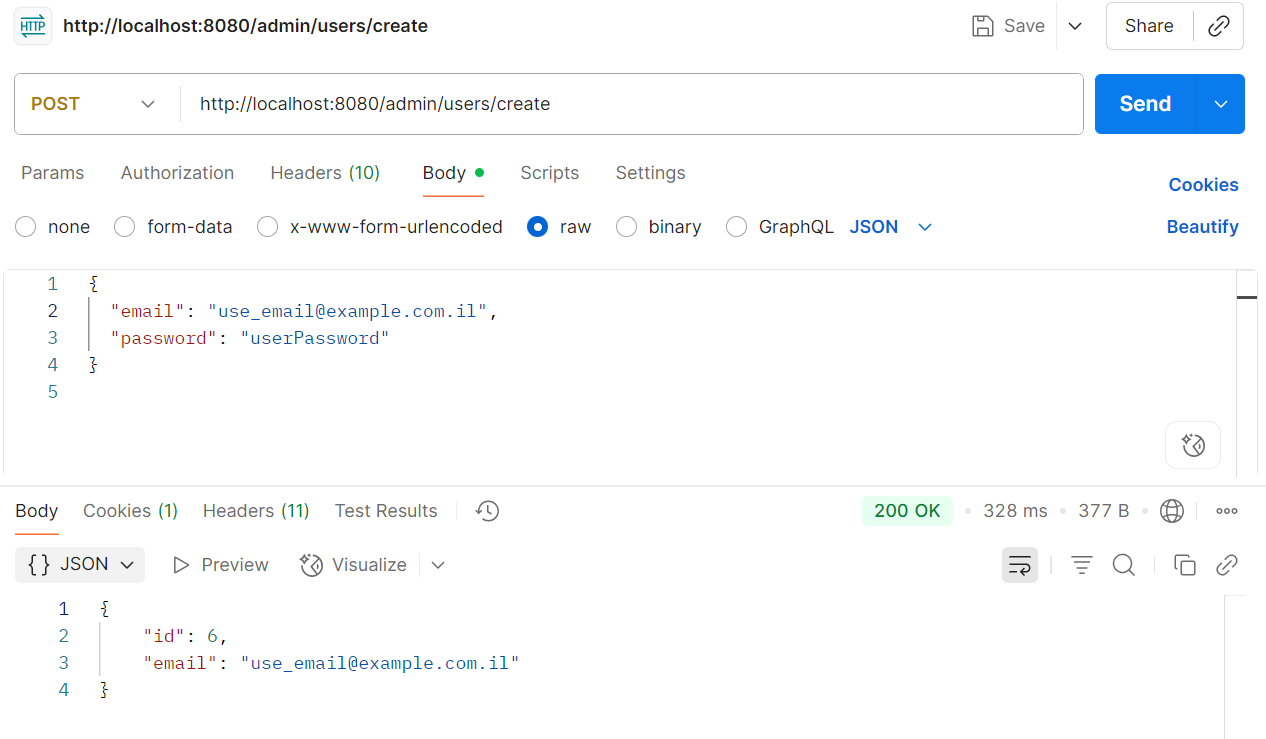 HTTP http://localhost:8080/admin/users/create Save Share
POST http://localhost:8080/admin/users/create Send
Params Authorization Headers (10) Body Scripts Settings Cookies
none form-data x-www-form-urlencoded raw binary GraphQL JSON Beautify
1 {
2 "email": "use_email@example.com.il",
3 "password": "userPassword"
4 }
5
Body Cookies (1) Headers (11) Test Results 200 OK • 328 ms • 377 B •
{} JSON Preview Visualize
1 {
2 "id": 6,
3 "email": "use_email@example.com.il"
4 }